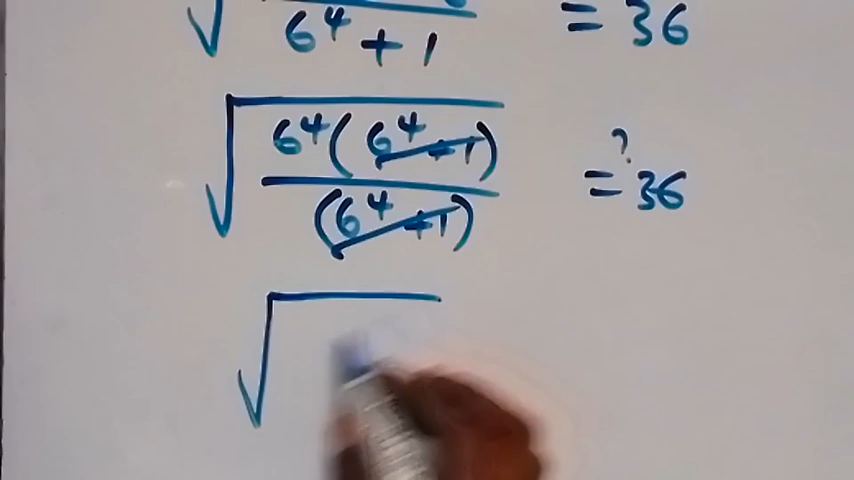 √ 6⁴ + 1 = 36
√ 6⁴(6⁴+1) / (6⁴+1) =? 36
√